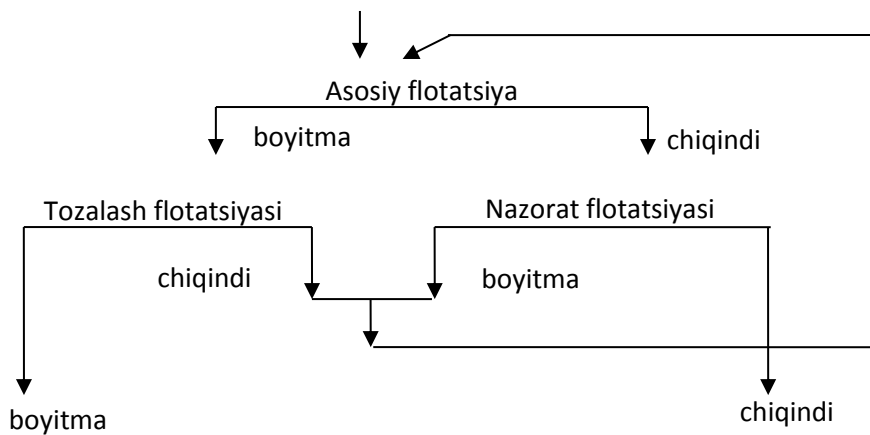 Asosiy flotatsiya
boyitma
chiqindi
Tozalash flotatsiyasi
Nazorat flotatsiyasi
chiqindi
boyitma
boyitma
chiqindi